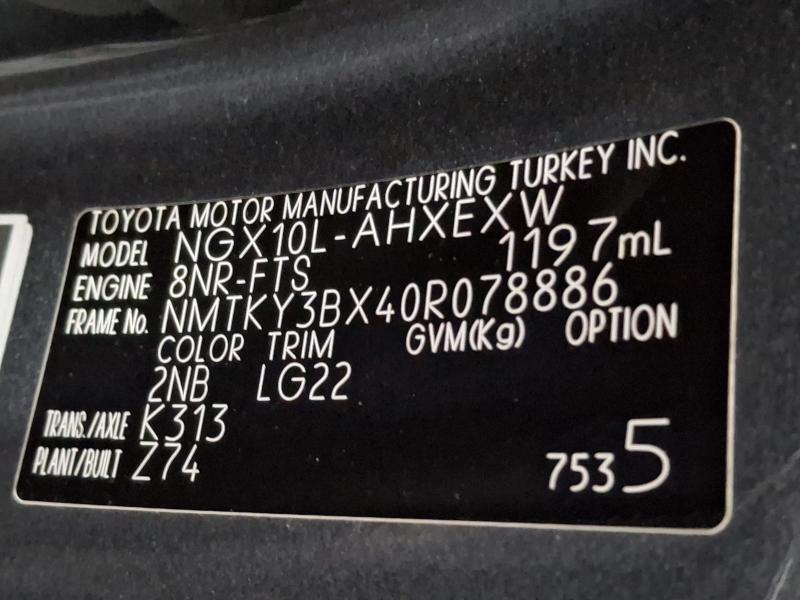 TOYOTA MOTOR MANUFACTURING TURKEY INC.
MODEL NGX10L-AHXEXW
ENGINE 8NR-FTS 1197mL
FRAME No. NMTKY3BX40R078886
COLOR TRIM GVM(Kg) OPTION
2NB LG22
TRANS./AXLE K313
PLANT/BUILT Z74 7535